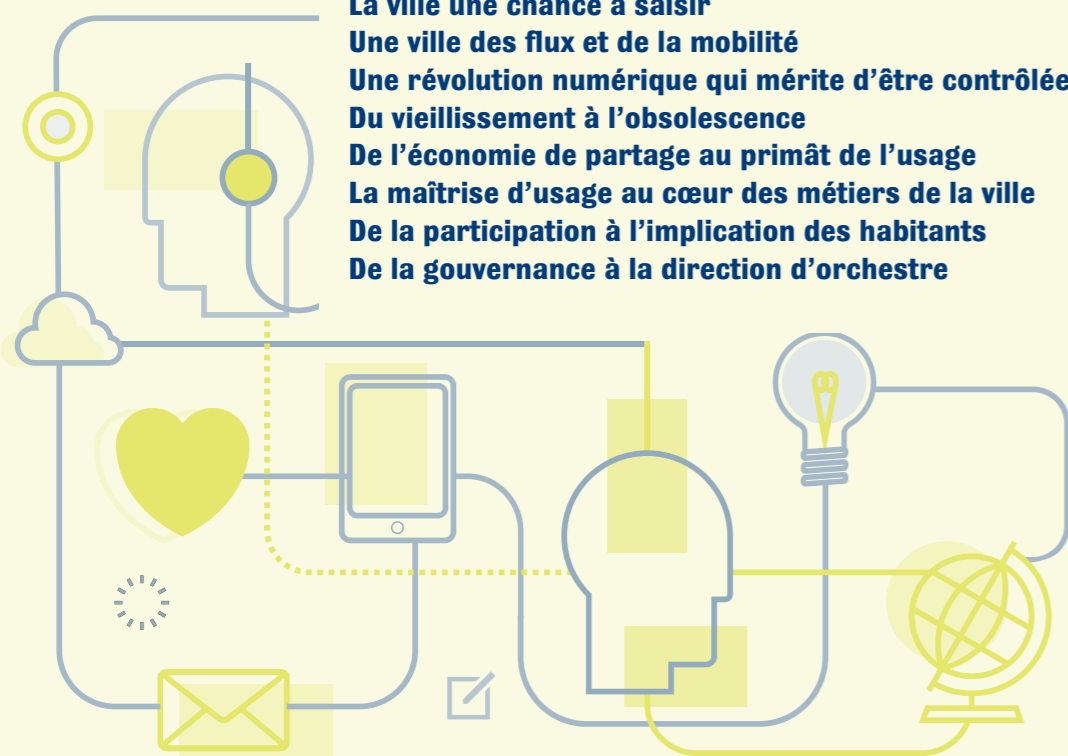 La ville une chance à saisir
Une ville des flux et de la mobilité
Une révolution numérique qui mérite d’être contrôlée
Du vieillissement à l’obsolescence
De l’économie de partage au primât de l’usage
La maîtrise d’usage au cœur des métiers de la ville
De la participation à l’implication des habitants
De la gouvernance à la direction d’orchestre